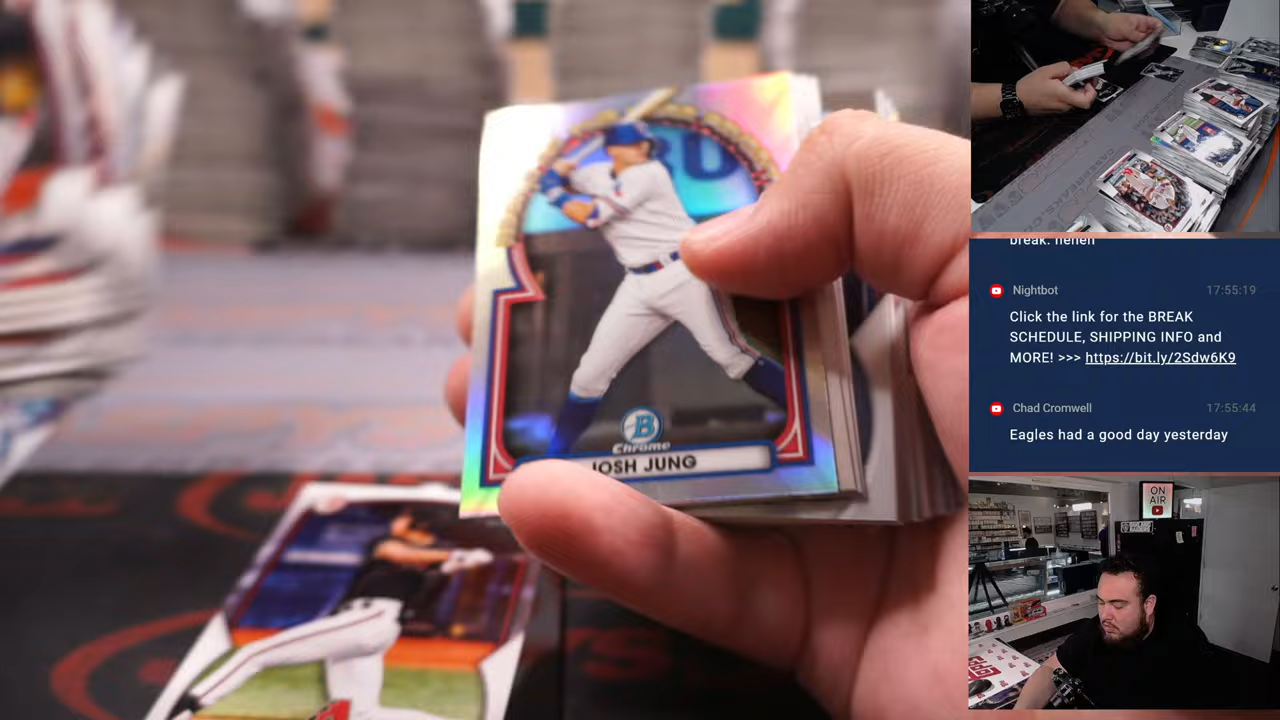 B
Chrome
JOSH JUNG
break. hehen
Nightbot 17:55:19
Click the link for the BREAK
SCHEDULE, SHIPPING INFO and
MORE! >>> https://bit.ly/2Sdw6K9
Chad Cromwell 17:55:44
Eagles had a good day yesterday
ON
AIR